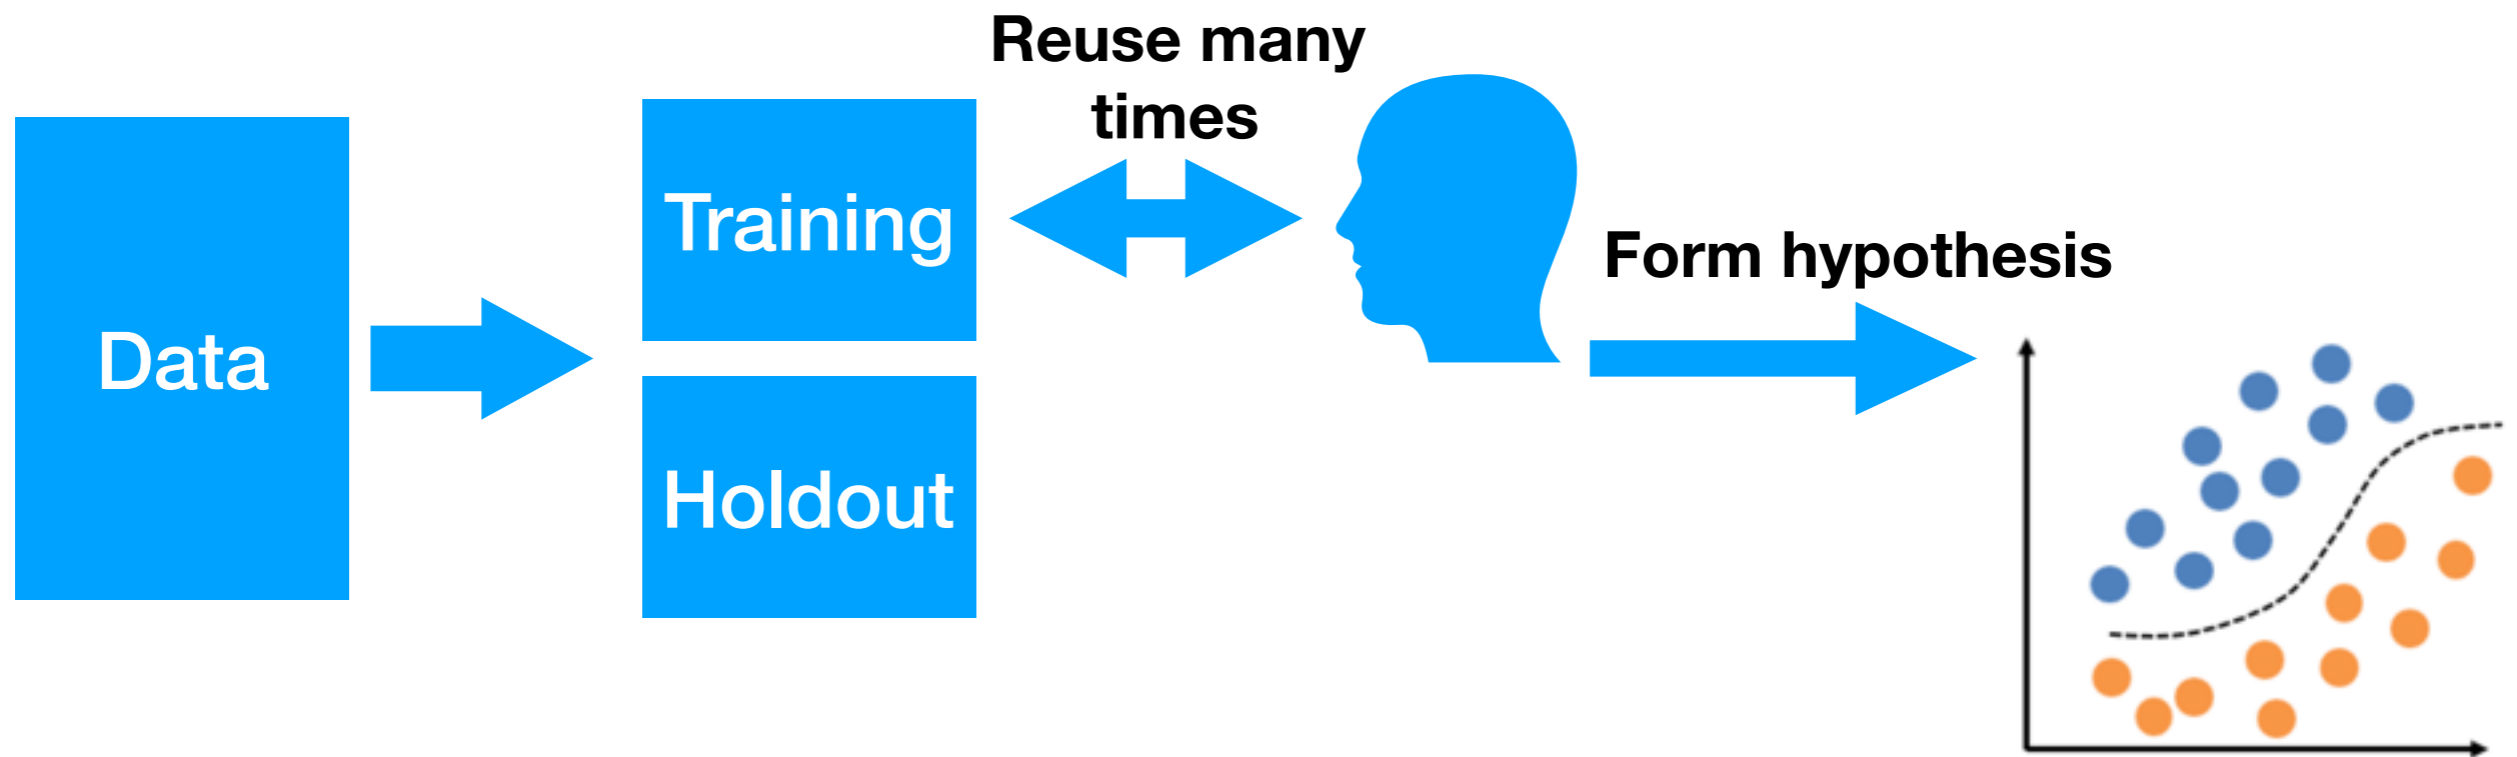 Data
Training
Holdout
Reuse many
times
Form hypothesis